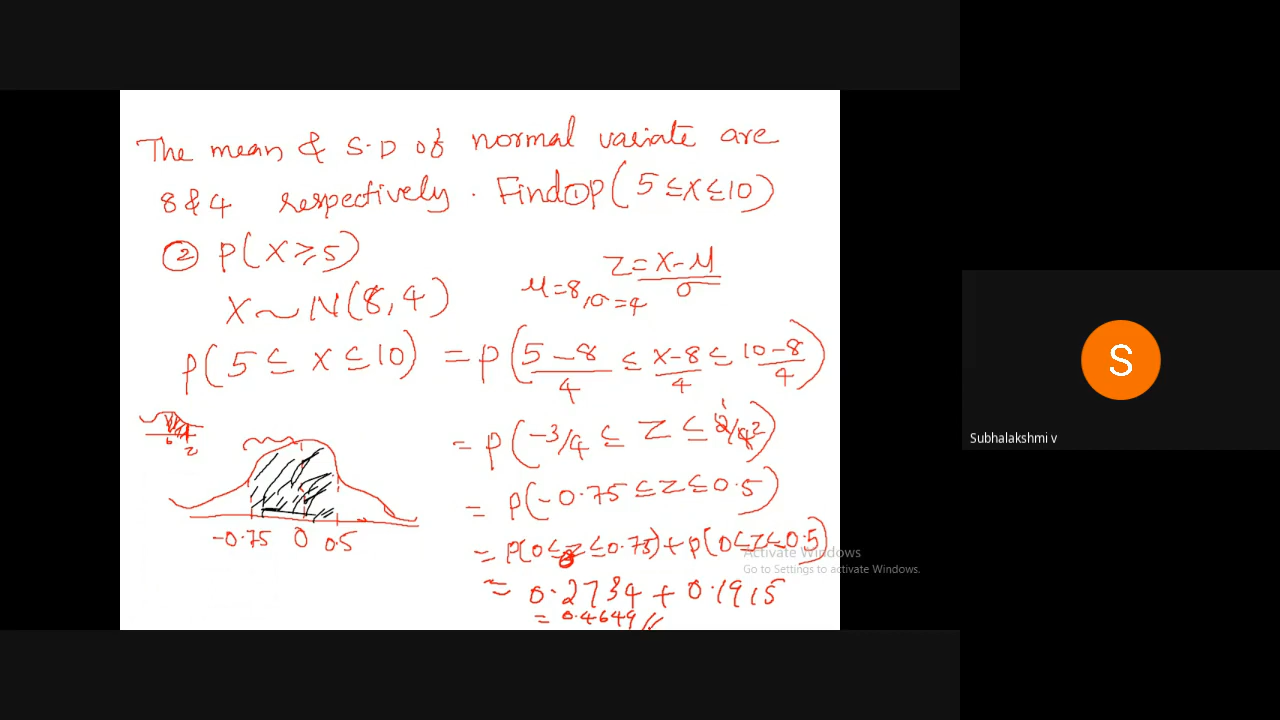 The mean & S.D of normal variate are
8 & 4 respectively. Find ① P(5 ≤ X ≤ 10)
② P(X ≥ 5)
Z = X - μ / σ
X ~ N(8, 4)
μ = 8, σ = 4
P(5 ≤ X ≤ 10) = P(5 - 8 / 4 ≤ X - 8 / 4 ≤ 10 - 8 / 4)
= P(-3/4 ≤ Z ≤ 2/4)
= P(-0.75 ≤ Z ≤ 0.5)
-0.75 0 0.5
= P(0 ≤ Z ≤ 0.75) + P(0 ≤ Z ≤ 0.5)
= 0.2734 + 0.1915
= 0.4649 //
Activate Windows
Go to Settings to activate Windows.
S
Subhalakshmi v